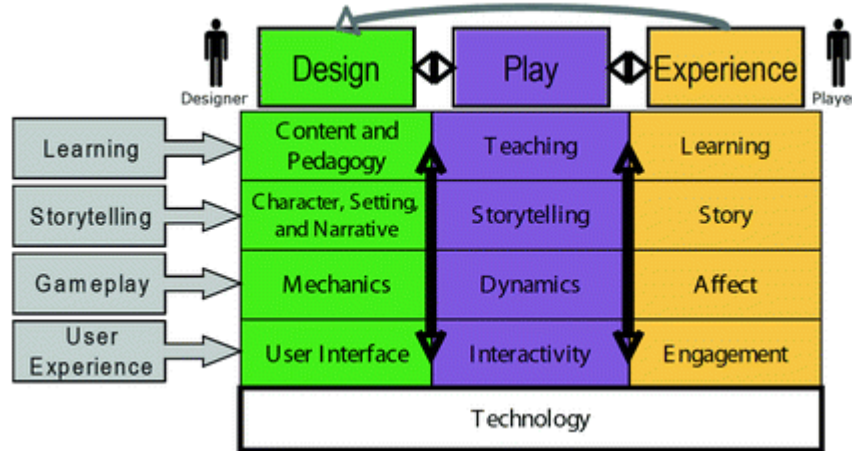 Design
Play
Experience
Designer
Playe
Learning
Content and
Pedagogy
Teaching
Learning
Storytelling
Character, Setting,
and Narrative
Storytelling
Story
Gameplay
Mechanics
Dynamics
Affect
User
Experience
User Interface
Interactivity
Engagement
Technology